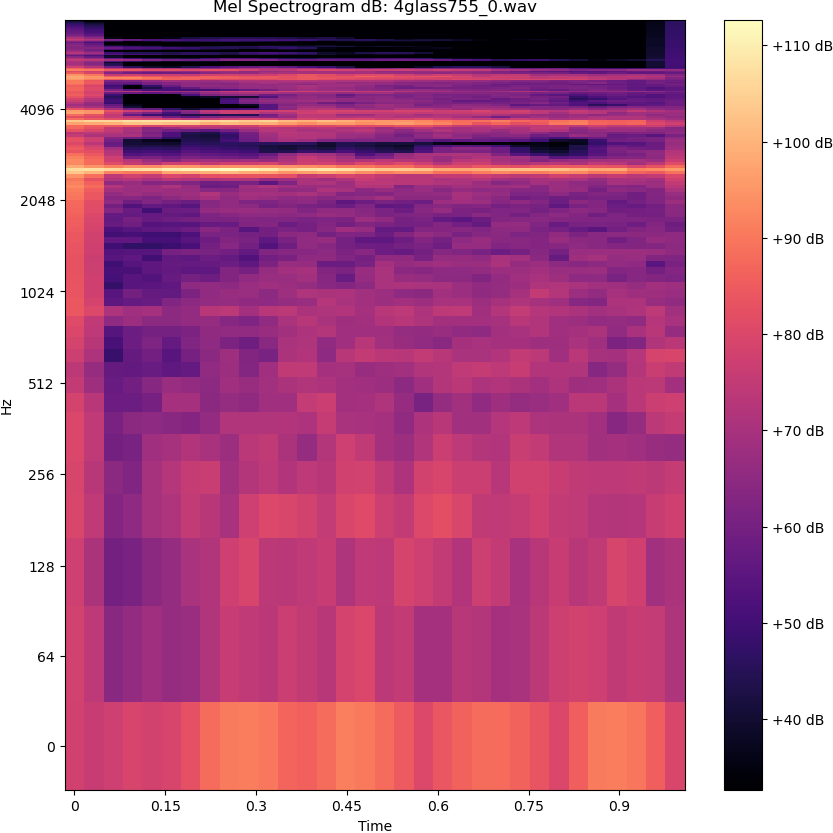 Mel Spectrogram dB: 4glass755_0.wav
+110 dB
4096
+100 dB
2048
+90 dB
1024
+80 dB
512
Hz
+70 dB
256
+60 dB
128
+50 dB
64
+40 dB
0
0 0.15 0.3 0.45 0.6 0.75 0.9
Time